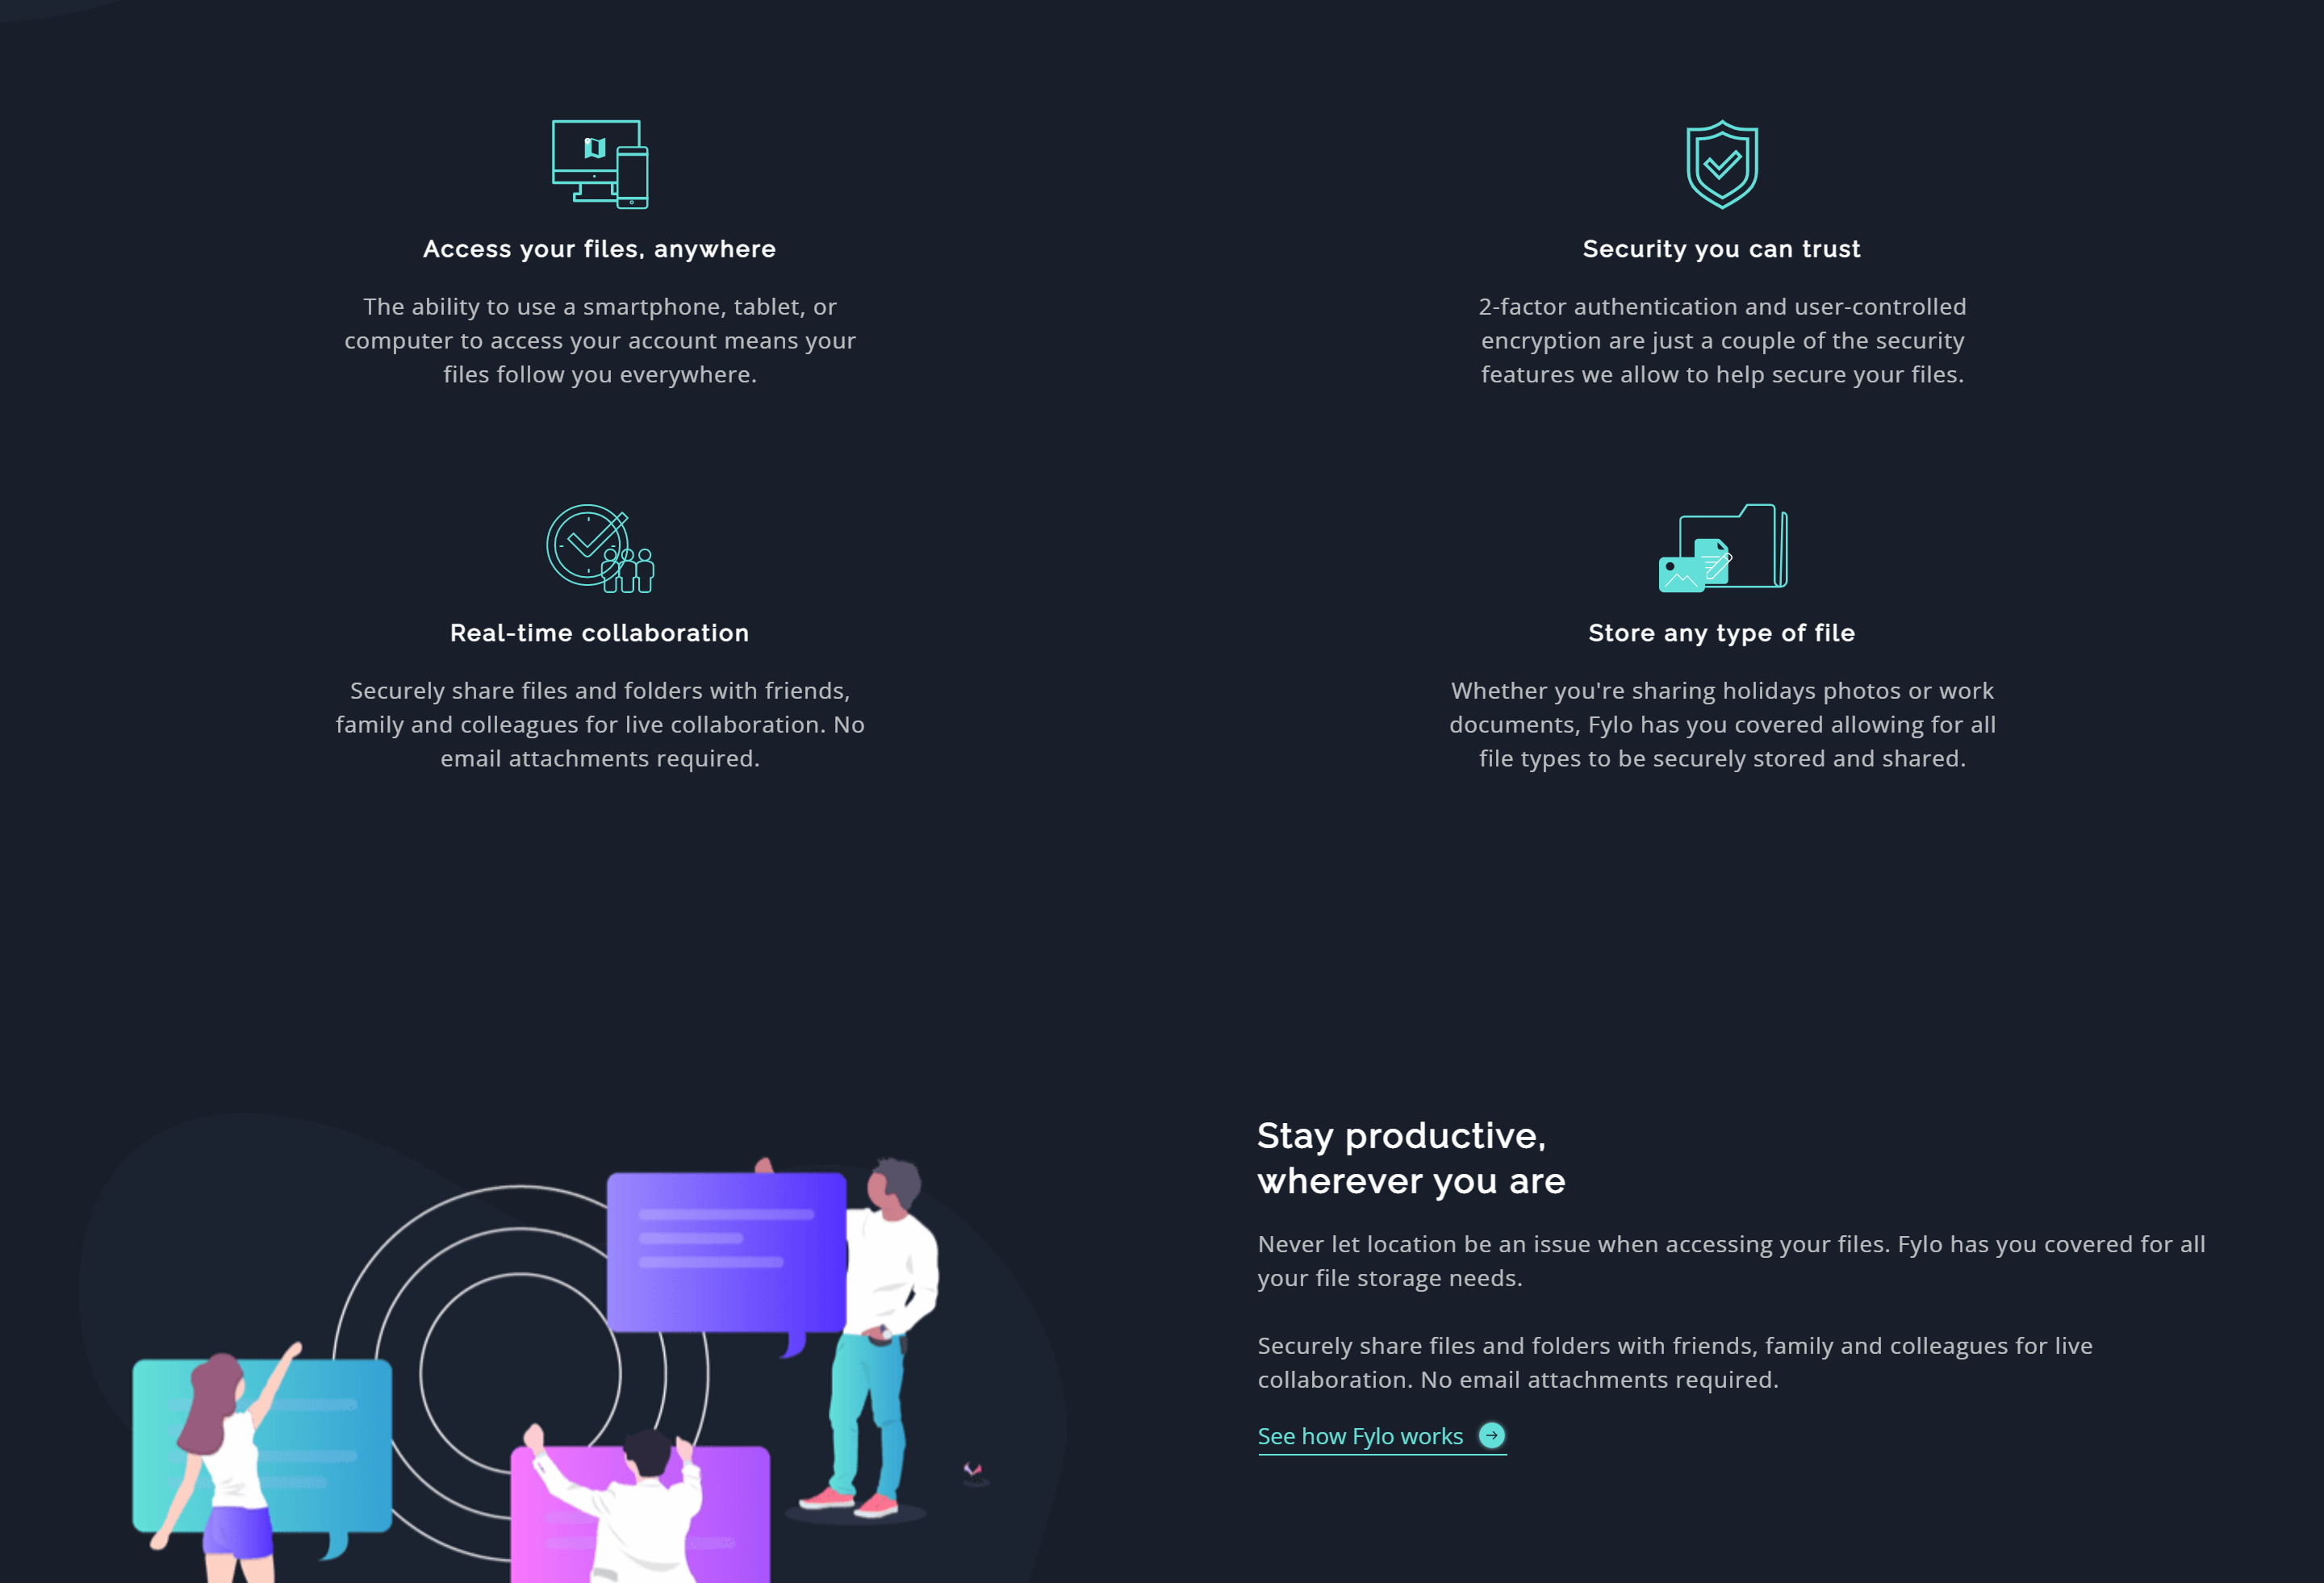 Access your files, anywhere
The ability to use a smartphone, tablet, or
computer to access your account means your
files follow you everywhere.
Security you can trust
2-factor authentication and user-controlled
encryption are just a couple of the security
features we allow to help secure your files.
Real-time collaboration
Securely share files and folders with friends,
family and colleagues for live collaboration. No
email attachments required.
Store any type of file
Whether you're sharing holidays photos or work
documents, Fylo has you covered allowing for all
file types to be securely stored and shared.
Stay productive,
wherever you are
Never let location be an issue when accessing your files. Fylo has you covered for all
your file storage needs.
Securely share files and folders with friends, family and colleagues for live
collaboration. No email attachments required.
See how Fylo works